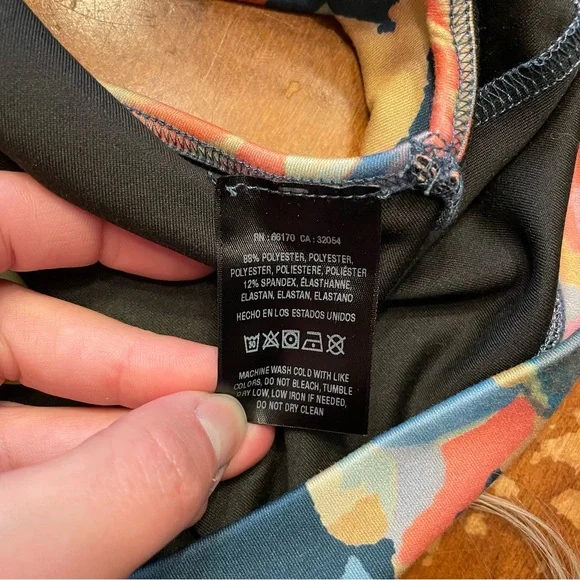 RN : 66170 CA : 32054
88% POLYESTER, POLYESTER,
POLYESTER, POLIESTERE, POLIÉSTER
12% SPANDEX, ÉLASTHANNE,
ELASTAN, ELASTAN, ELASTANO
HECHO EN LOS ESTADOS UNIDOS
30
MACHINE WASH COLD WITH LIKE
COLORS, DO NOT BLEACH, TUMBLE
DRY LOW, LOW IRON IF NEEDED,
DO NOT DRY CLEAN